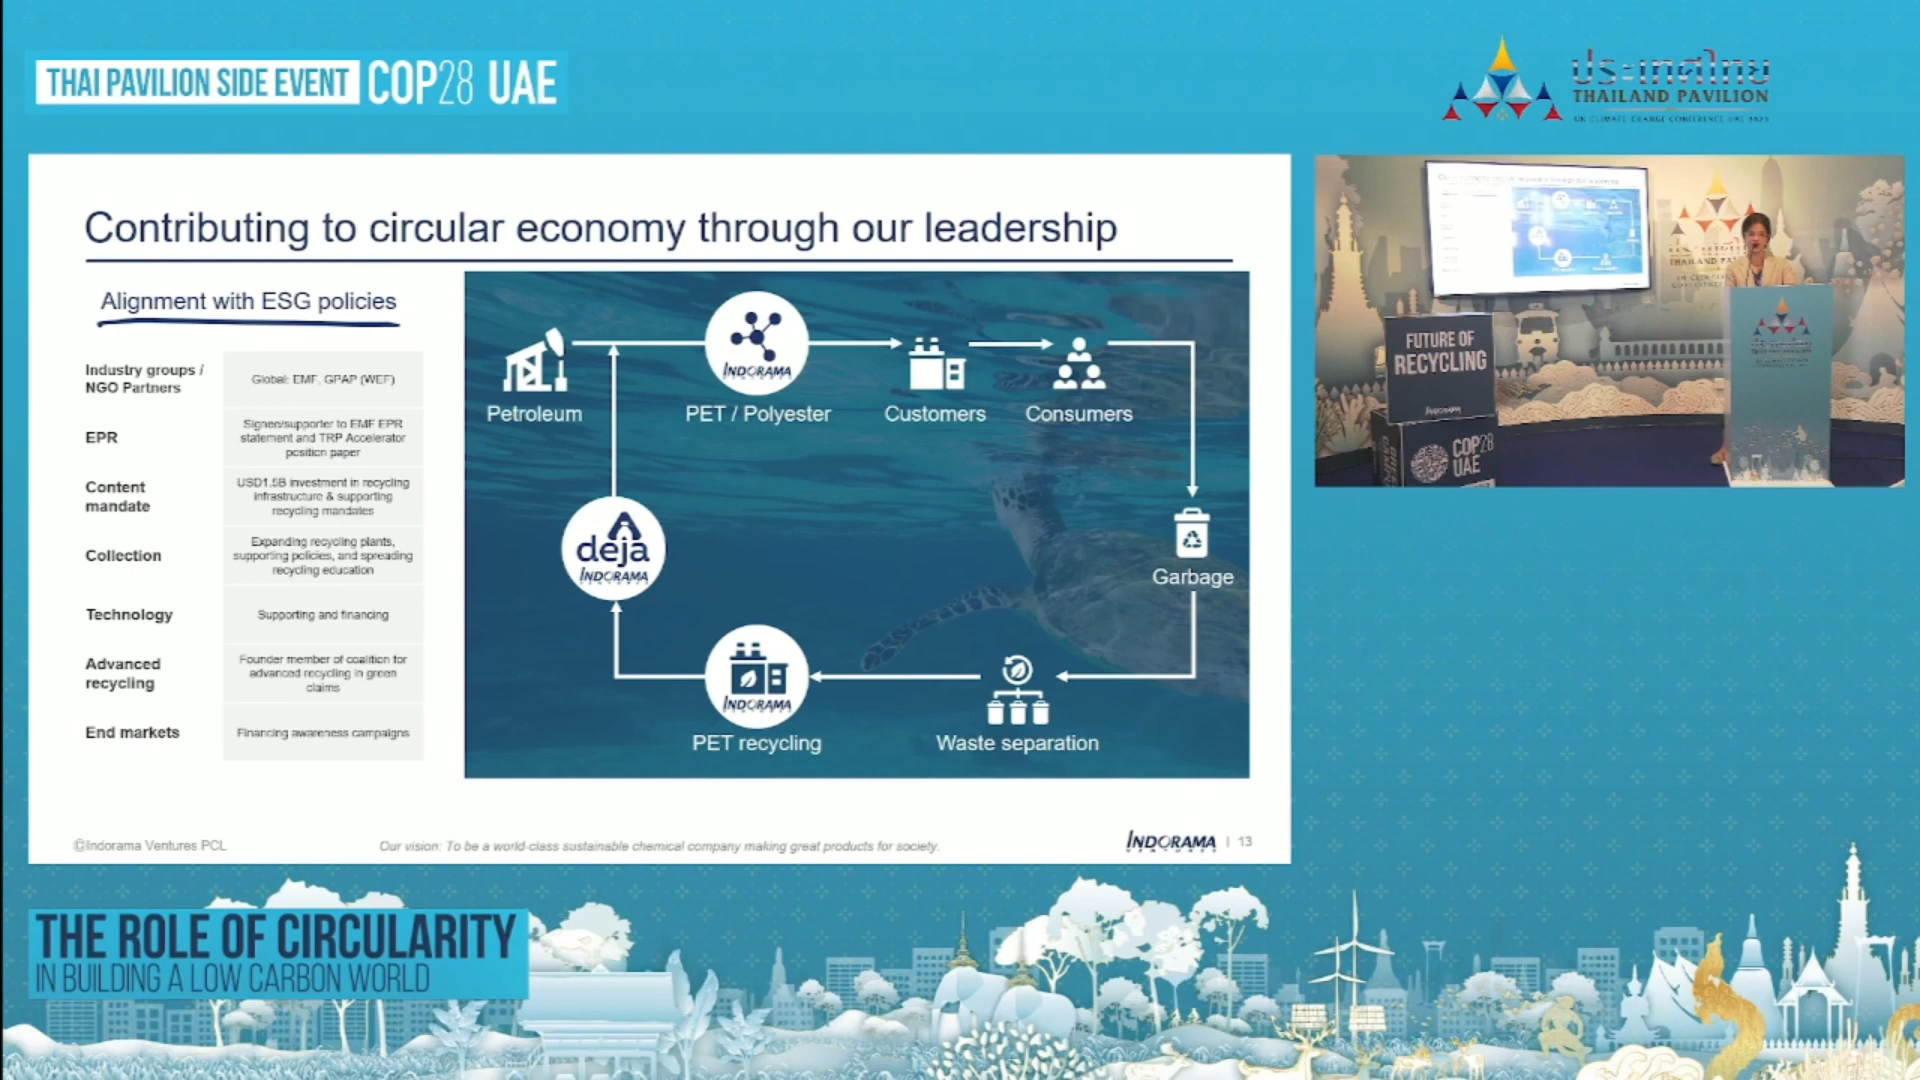 THAI PAVILION SIDE EVENT COP28 UAE
ประเทศไทย
THAILAND PAVILION
UN CLIMATE CHANGE CONFERENCE UAE 2023
Contributing to circular economy through our leadership
Alignment with ESG policies
Industry groups /
NGO Partners
Global: EMF, GPAP (WEF)
EPR
Signee/supporter to EMF EPR
statement and TRP Accelerator
position paper
Content
mandate
USD1.5B investment in recycling
infrastructure & supporting
recycling mandates
Collection
Expanding recycling plants,
supporting policies, and spreading
recycling education
Technology
Supporting and financing
Advanced
recycling
Founder member of coalition for
advanced recycling in green
claims
End markets
Financing awareness campaigns
Petroleum
INDORAMA
PET / Polyester
Customers
Consumers
deja
INDORAMA
VENTURES
Garbage
INDORAMA
PET recycling
Waste separation
©Indorama Ventures PCL
Our vision: To be a world-class sustainable chemical company making great products for society.
INDORAMA
VENTURES
| 13
FUTURE OF
RECYCLING
INDORAMA
COP28
UAE
THE ROLE OF CIRCULARITY
IN BUILDING A LOW CARBON WORLD